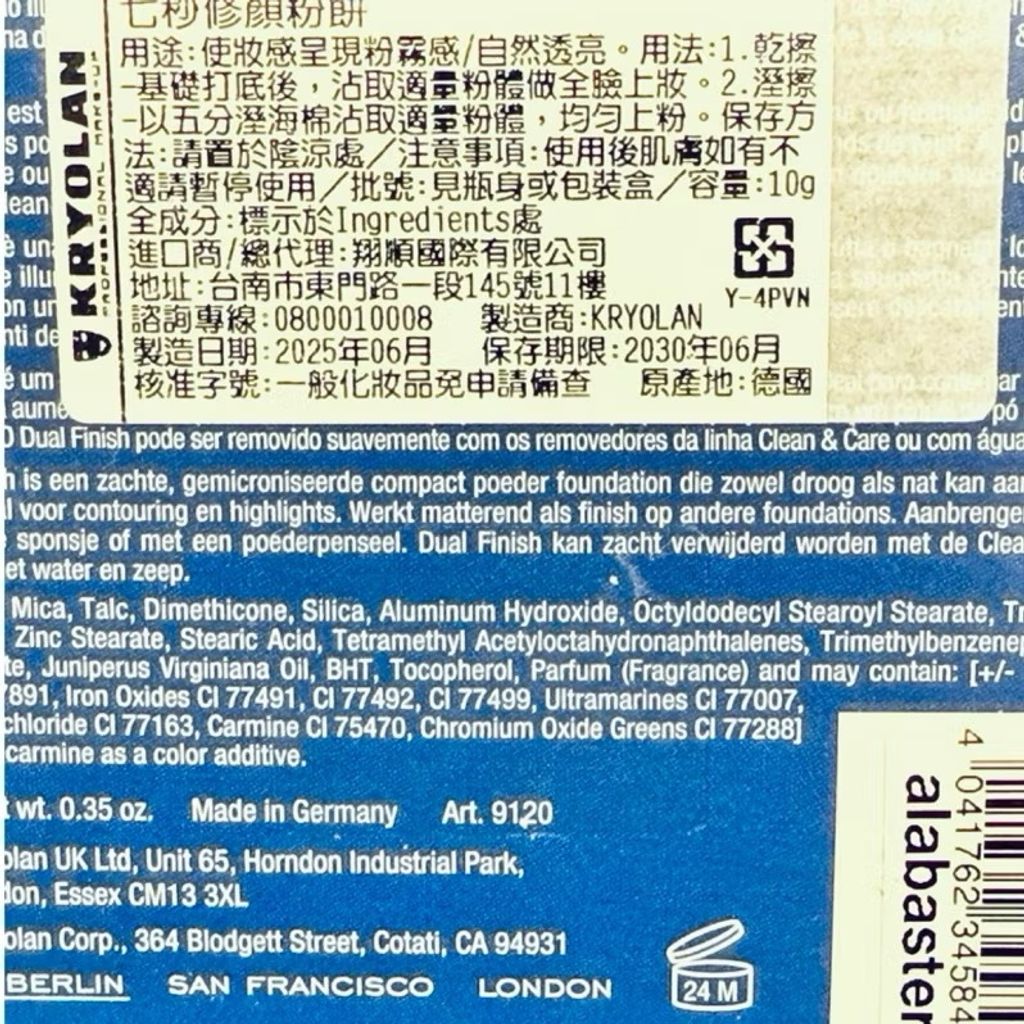 七秒修顏粉餅
用途:使妝感呈現粉霧感/自然透亮。用法:1.乾擦
-基礎打底後，沾取適量粉體做全臉上妝。2.溼擦
-以五分溼海棉沾取適量粉體，均勻上粉。保存方
法:請置於陰涼處／注意事項:使用後肌膚如有不
適請暫停使用／批號:見瓶身或包裝盒／容量:10g
全成分:標示於Ingredients處
進口商/總代理:翔順國際有限公司
地址:台南市東門路一段145號11樓
諮詢專線:0800010008 製造商:KRYOLAN
製造日期:2025年06月 保存期限:2030年06月
核准字號:一般化妝品免申請備查 原產地:德國
Y-4PVN
KRYOLAN
Dual Finish pode ser removido suavemente com os removedores da linha Clean & Care ou com água
is een zachte, gemicroniseerde compact poeder foundation die zowel droog als nat kan
voor contouring en highlights. Werkt matterend als finish op andere foundations.
sponsje of met een poederpenseel. Dual Finish kan zacht verwijderd worden met de
et water en zeep.
Mica, Talc, Dimethicone, Silica, Aluminum Hydroxide, Octyldodecyl Stearoyl Stearate,
Zinc Stearate, Stearic Acid, Tetramethyl Acetyloctahydronaphthalenes,
Juniperus Virginiana Oil, BHT, Tocopherol, Parfum (Fragrance) and may contain: [+/-
7891, Iron Oxides CI 77491, CI 77492, CI 77499, Ultramarines CI 77007,
chloride CI 77163, Carmine CI 75470, Chromium Oxide Greens CI 77288]
carmine as a color additive.
wt. 0.35 oz. Made in Germany Art. 9120
olan UK Ltd, Unit 65, Horndon Industrial Park,
don, Essex CM13 3XL
olan Corp., 364 Blodgett Street, Cotati, CA 94931
BERLIN SAN FRANCISCO LONDON
24 M
alabaster
4 041762 34584